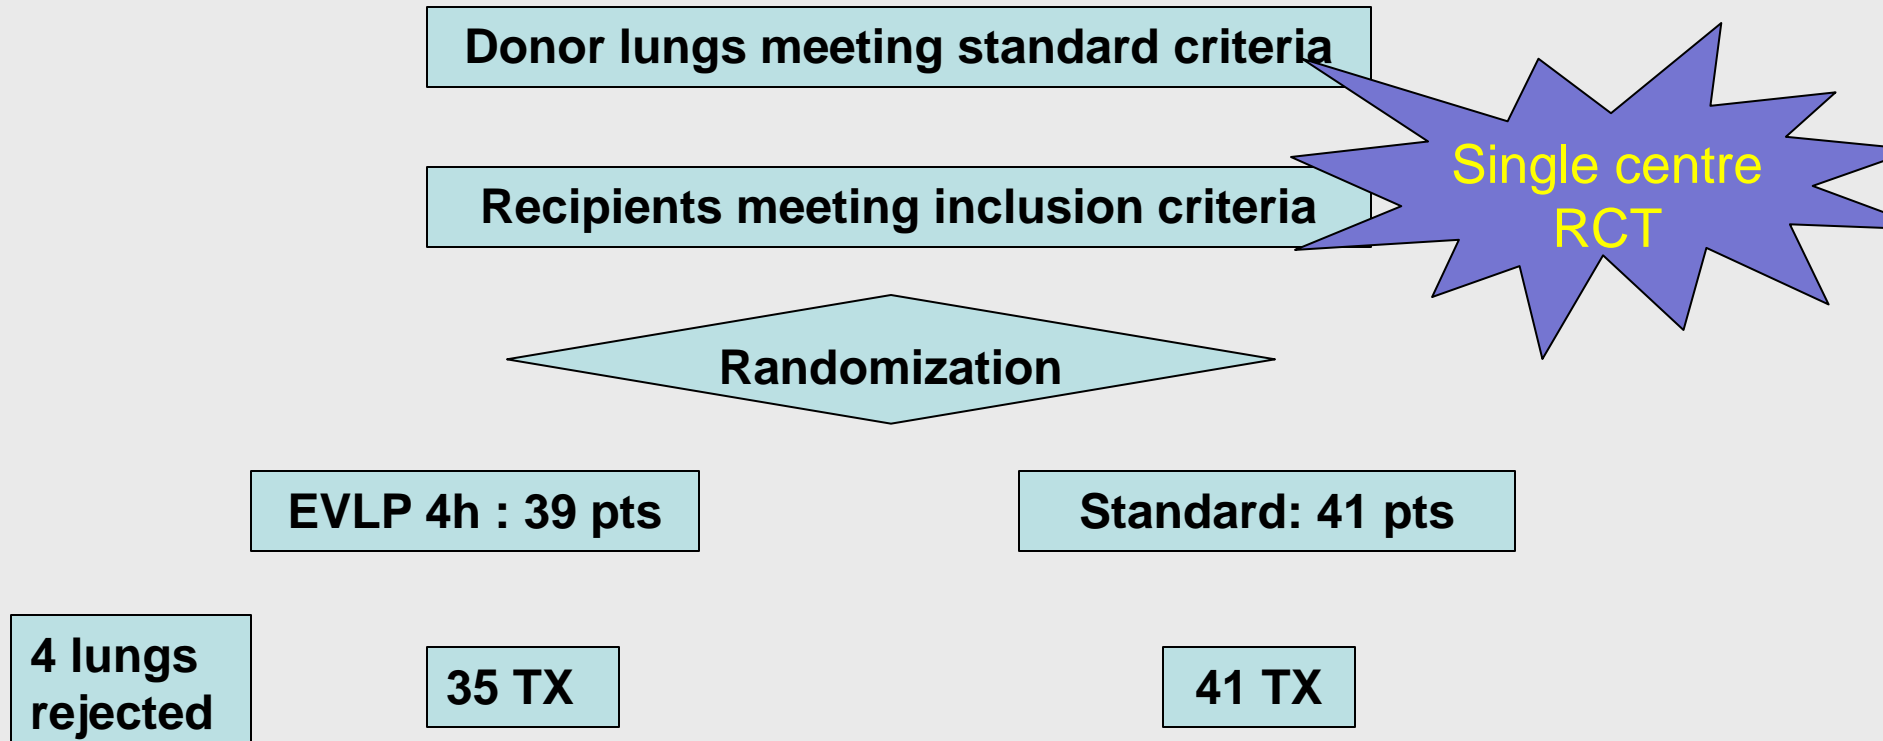 Donor lungs meeting standard criteria
Single centre
RCT
Recipients meeting inclusion criteria
Randomization
EVLP 4h : 39 pts
Standard: 41 pts
4 lungs
rejected
35 TX
41 TX